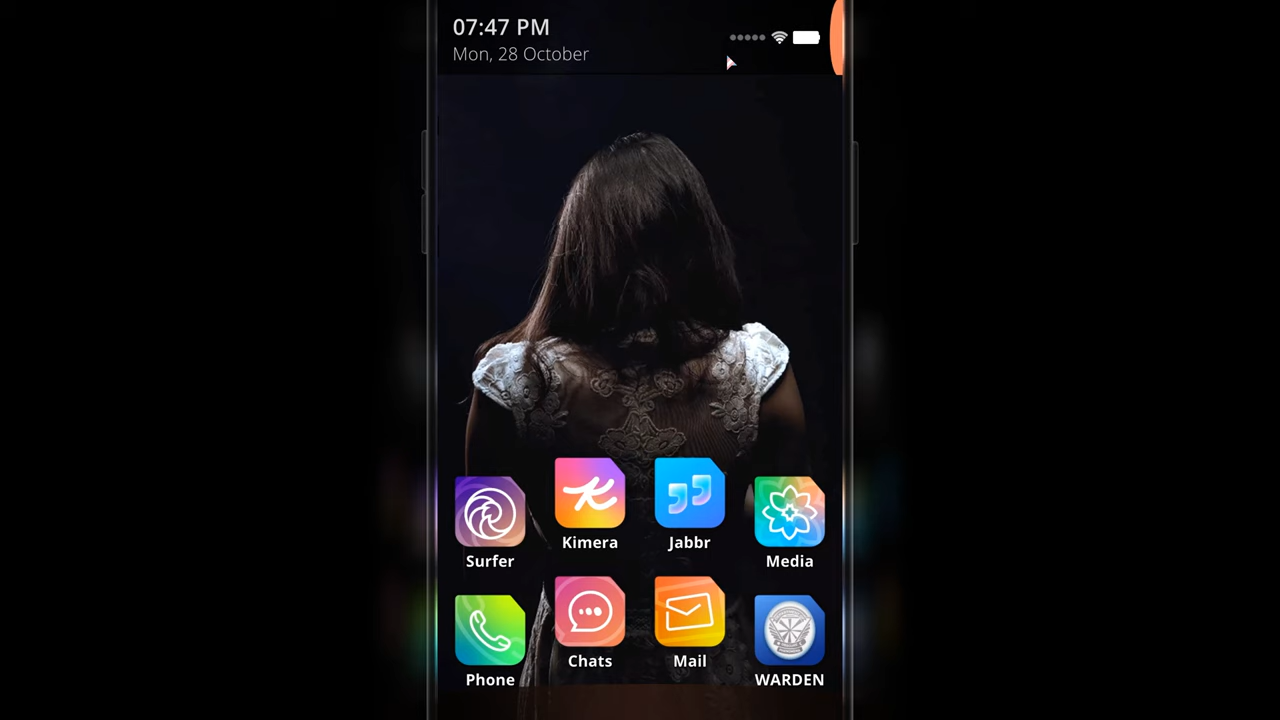 07:47 PM
Mon, 28 October
Kimera
Jabbr
Surfer
Media
Chats
Mail
Phone
WARDEN